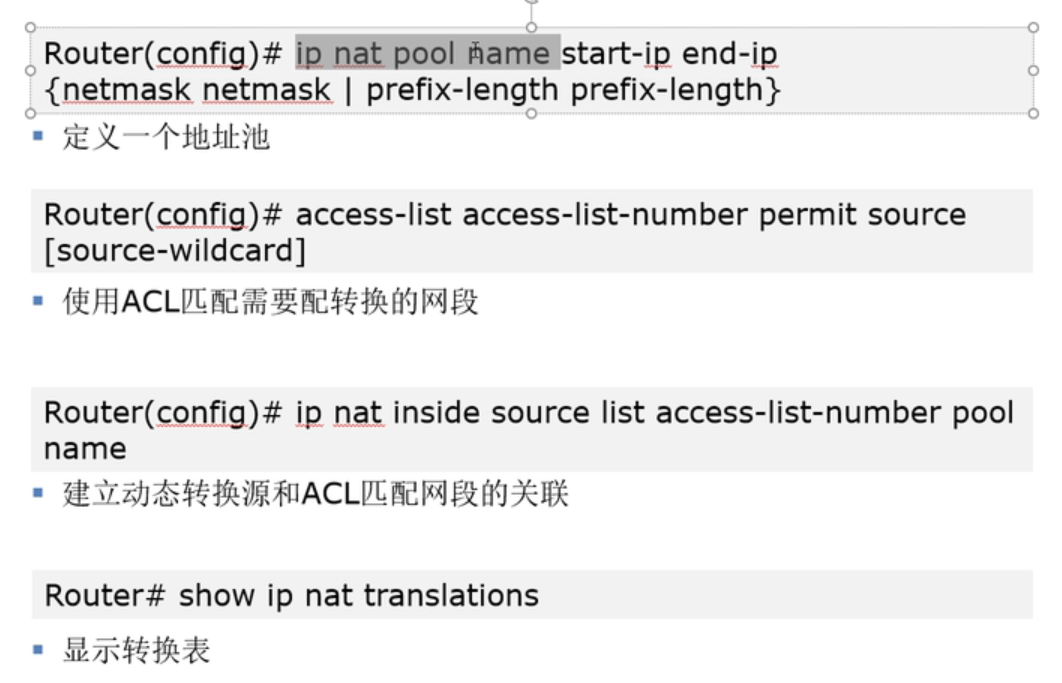 Router(config)# ip nat pool name start-ip end-ip
{netmask netmask | prefix-length prefix-length}
定义一个地址池
Router(config)# access-list access-list-number permit source
[source-wildcard]
使用ACL匹配需要配转换的网段
Router(config)# ip nat inside source list access-list-number pool
name
建立动态转换源和ACL匹配网段的关联
Router# show ip nat translations
显示转换表